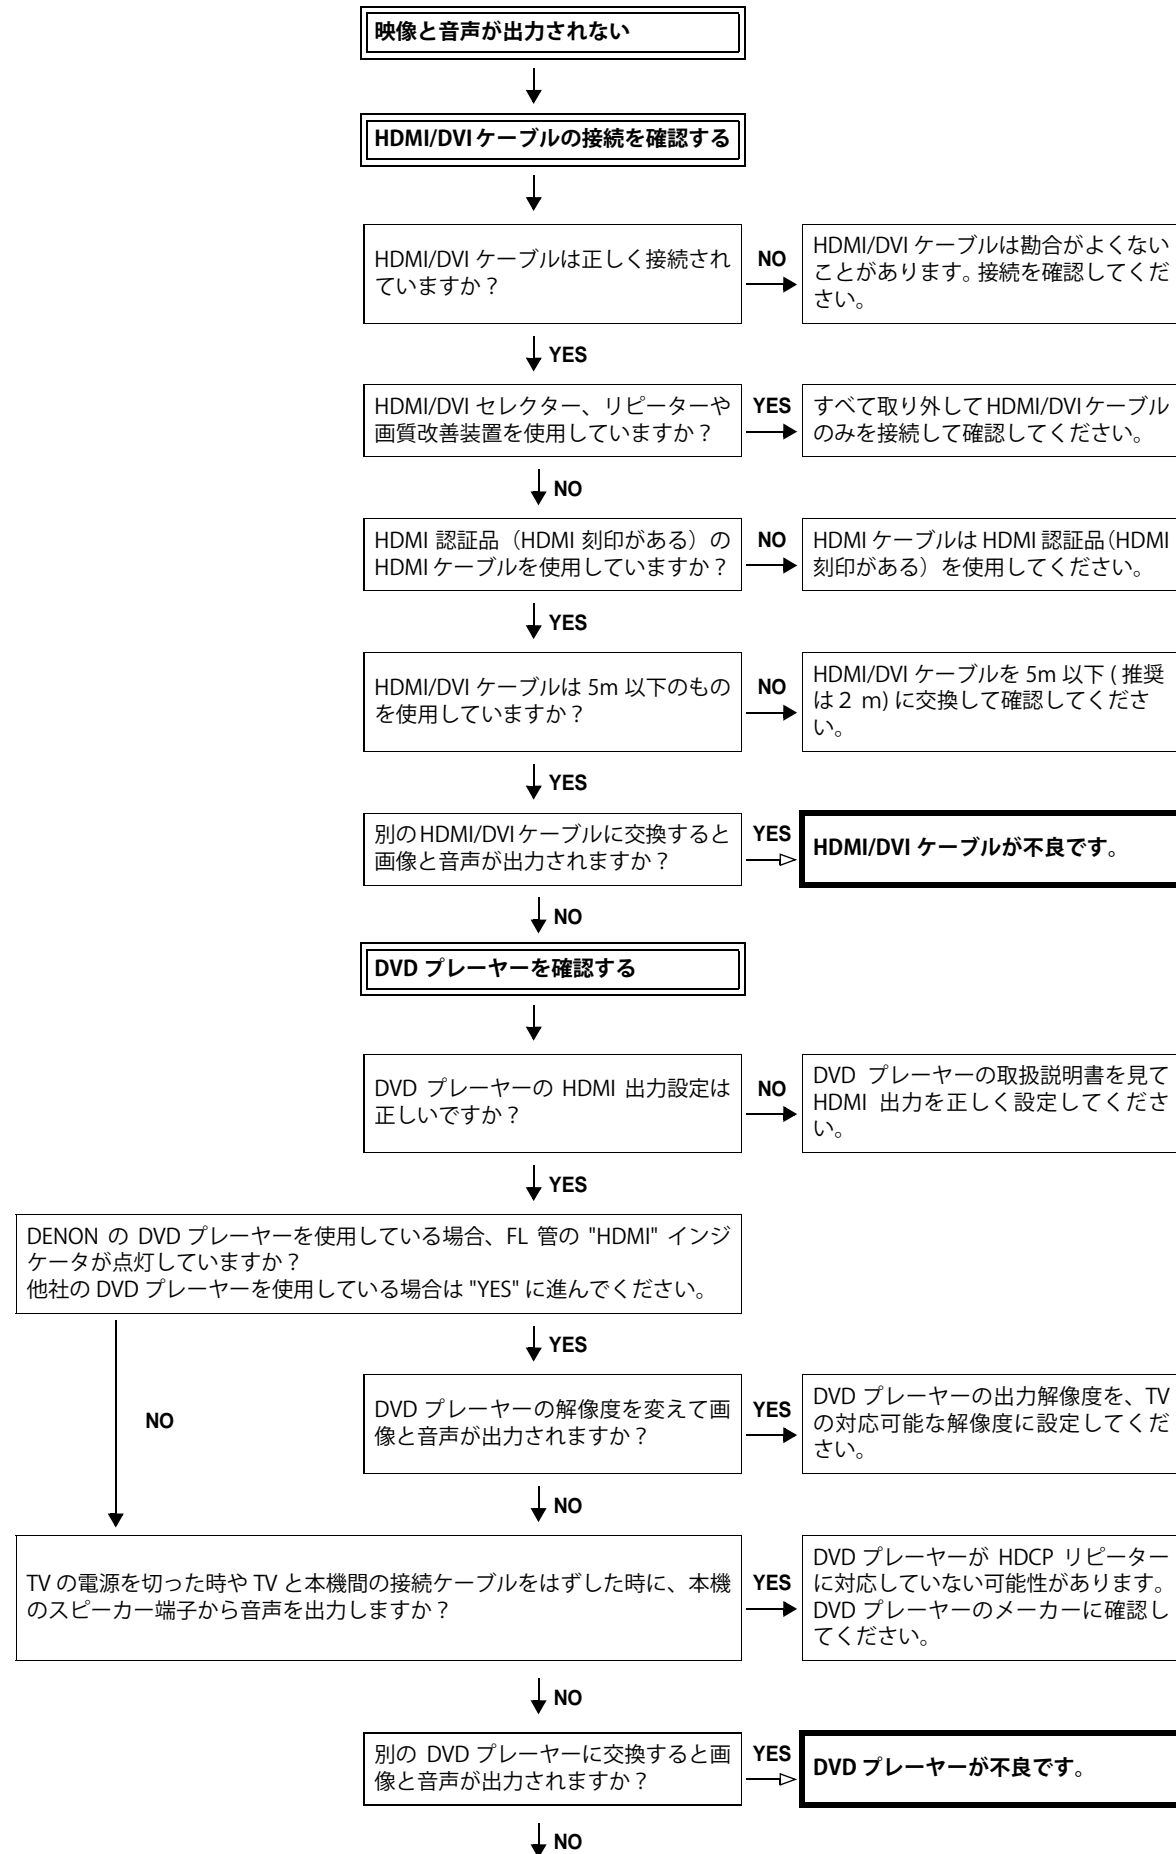 映像と音声が出力されない
HDMI/DVI ケーブルの接続を確認する
HDMI/DVI ケーブルは正しく接続され
ていますか？
NO
HDMI/DVI ケーブルは勘合がよくない
ことがあります。接続を確認してくだ
さい。
YES
HDMI/DVI セレクター、リピーターや
画質改善装置を使用していますか？
YES
すべて取り外して HDMI/DVI ケーブル
のみを接続して確認してください。
NO
HDMI 認証品（HDMI 刻印がある）の
HDMI ケーブルを使用していますか？
NO
HDMI ケーブルは HDMI 認証品（HDMI
刻印がある）を使用してください。
YES
HDMI/DVI ケーブルは 5m 以下のもの
を使用していますか？
NO
HDMI/DVI ケーブルを 5m 以下 ( 推奨
は２ m) に交換して確認してくださ
い。
YES
別の HDMI/DVI ケーブルに交換すると
画像と音声が出力されますか？
YES
HDMI/DVI ケーブルが不良です。
NO
DVD プレーヤーを確認する
DVD プレーヤーの HDMI 出力設定は
正しいですか？
NO
DVD プレーヤーの取扱説明書を見て
HDMI 出力を正しく設定してくださ
い。
YES
DENON の DVD プレーヤーを使用している場合、FL 管の "HDMI" インジ
ケータが点灯していますか？
他社の DVD プレーヤーを使用している場合は "YES" に進んでください。
YES
NO
DVD プレーヤーの解像度を変えて画
像と音声が出力されますか？
YES
DVD プレーヤーの出力解像度を、TV
の対応可能な解像度に設定してくだ
さい。
NO
TV の電源を切った時や TV と本機間の接続ケーブルをはずした時に、本機
のスピーカー端子から音声を出力しますか？
YES
DVD プレーヤーが HDCP リピーター
に対応していない可能性があります。
DVD プレーヤーのメーカーに確認し
てください。
NO
別の DVD プレーヤーに交換すると画
像と音声が出力されますか？
YES
DVD プレーヤーが不良です。
NO